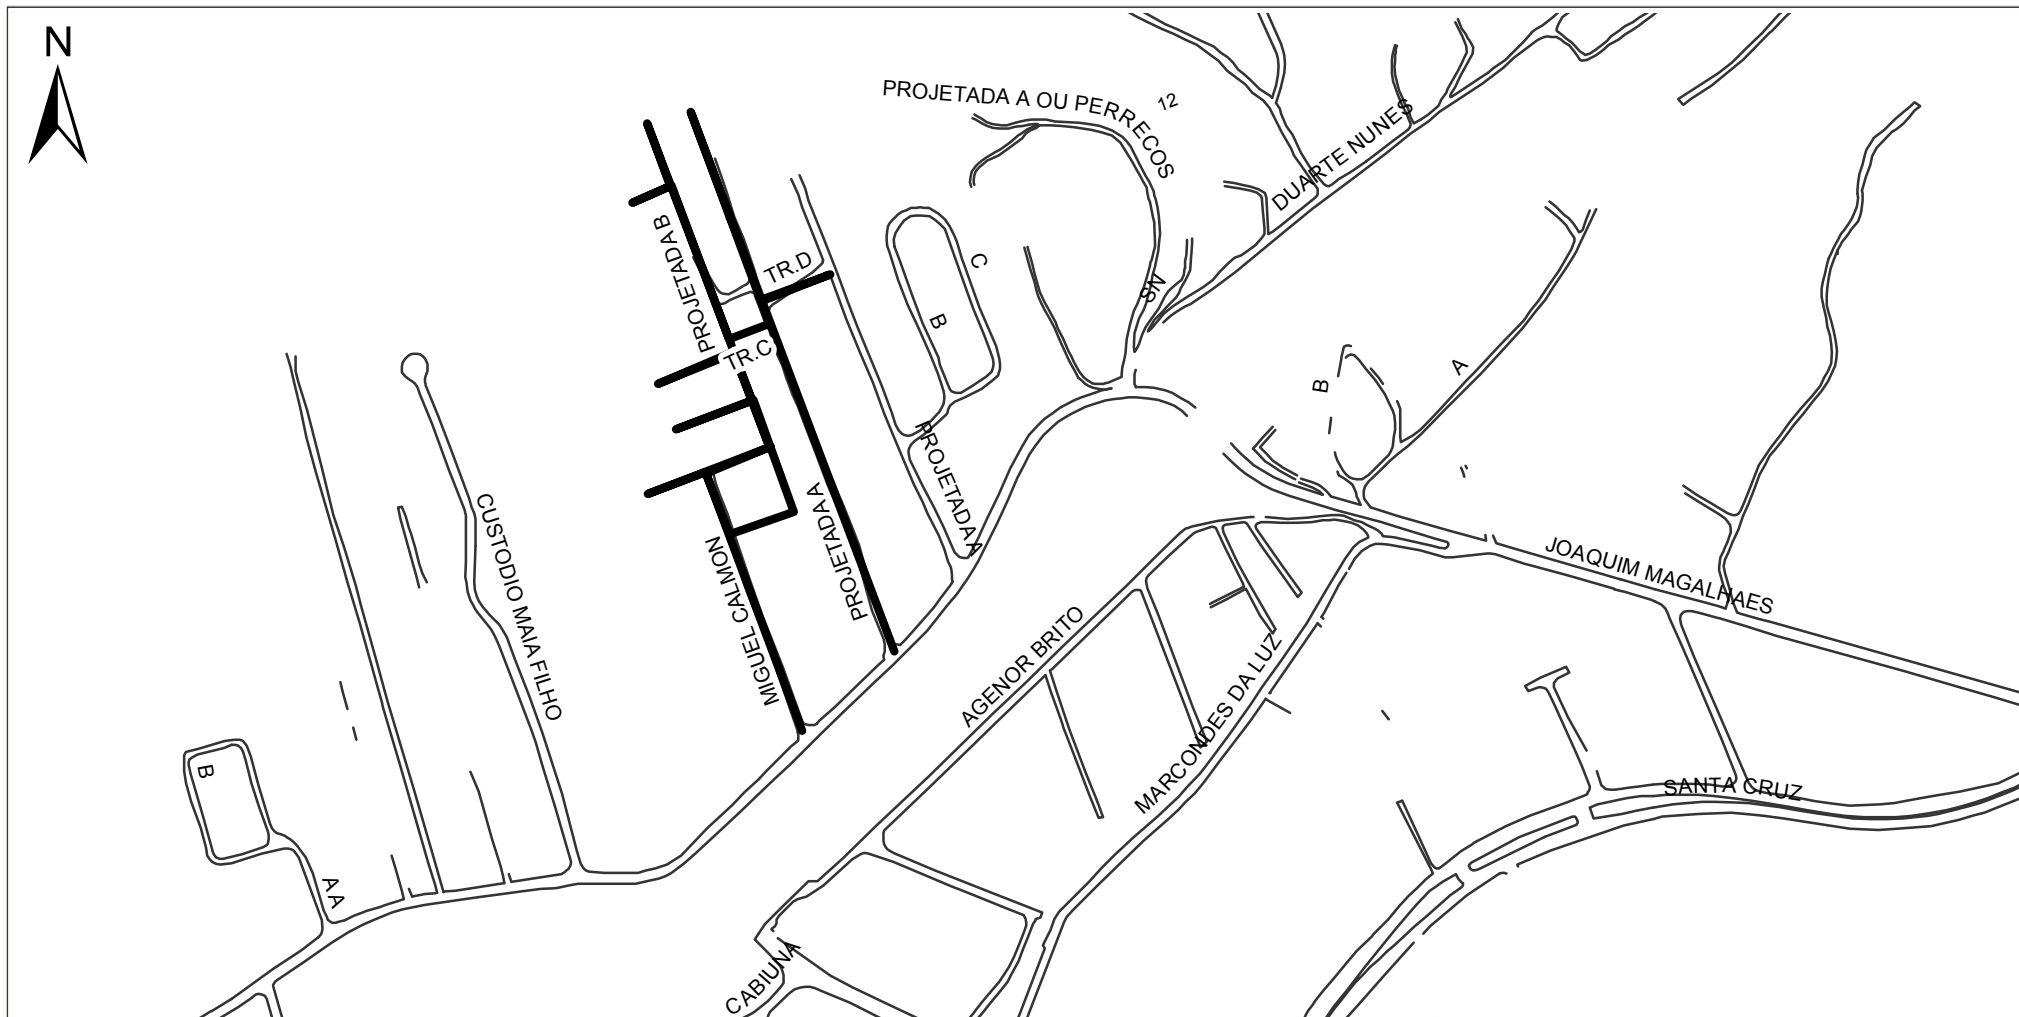 N
PROJETADA A OU PERRECOS
12
DUARTE NUNES
PROJETADA B
TR.D
C
SN
B
TR.C
A
B
PROJETADA A
CUSTODIO MAIA FILHO
PROJETADA A
MIGUEL CALMON
JOAQUIM MAGALHAES
AGENOR BRITO
MARCONDES DA LUZ
B
SANTA CRUZ
A A
CABIUNA